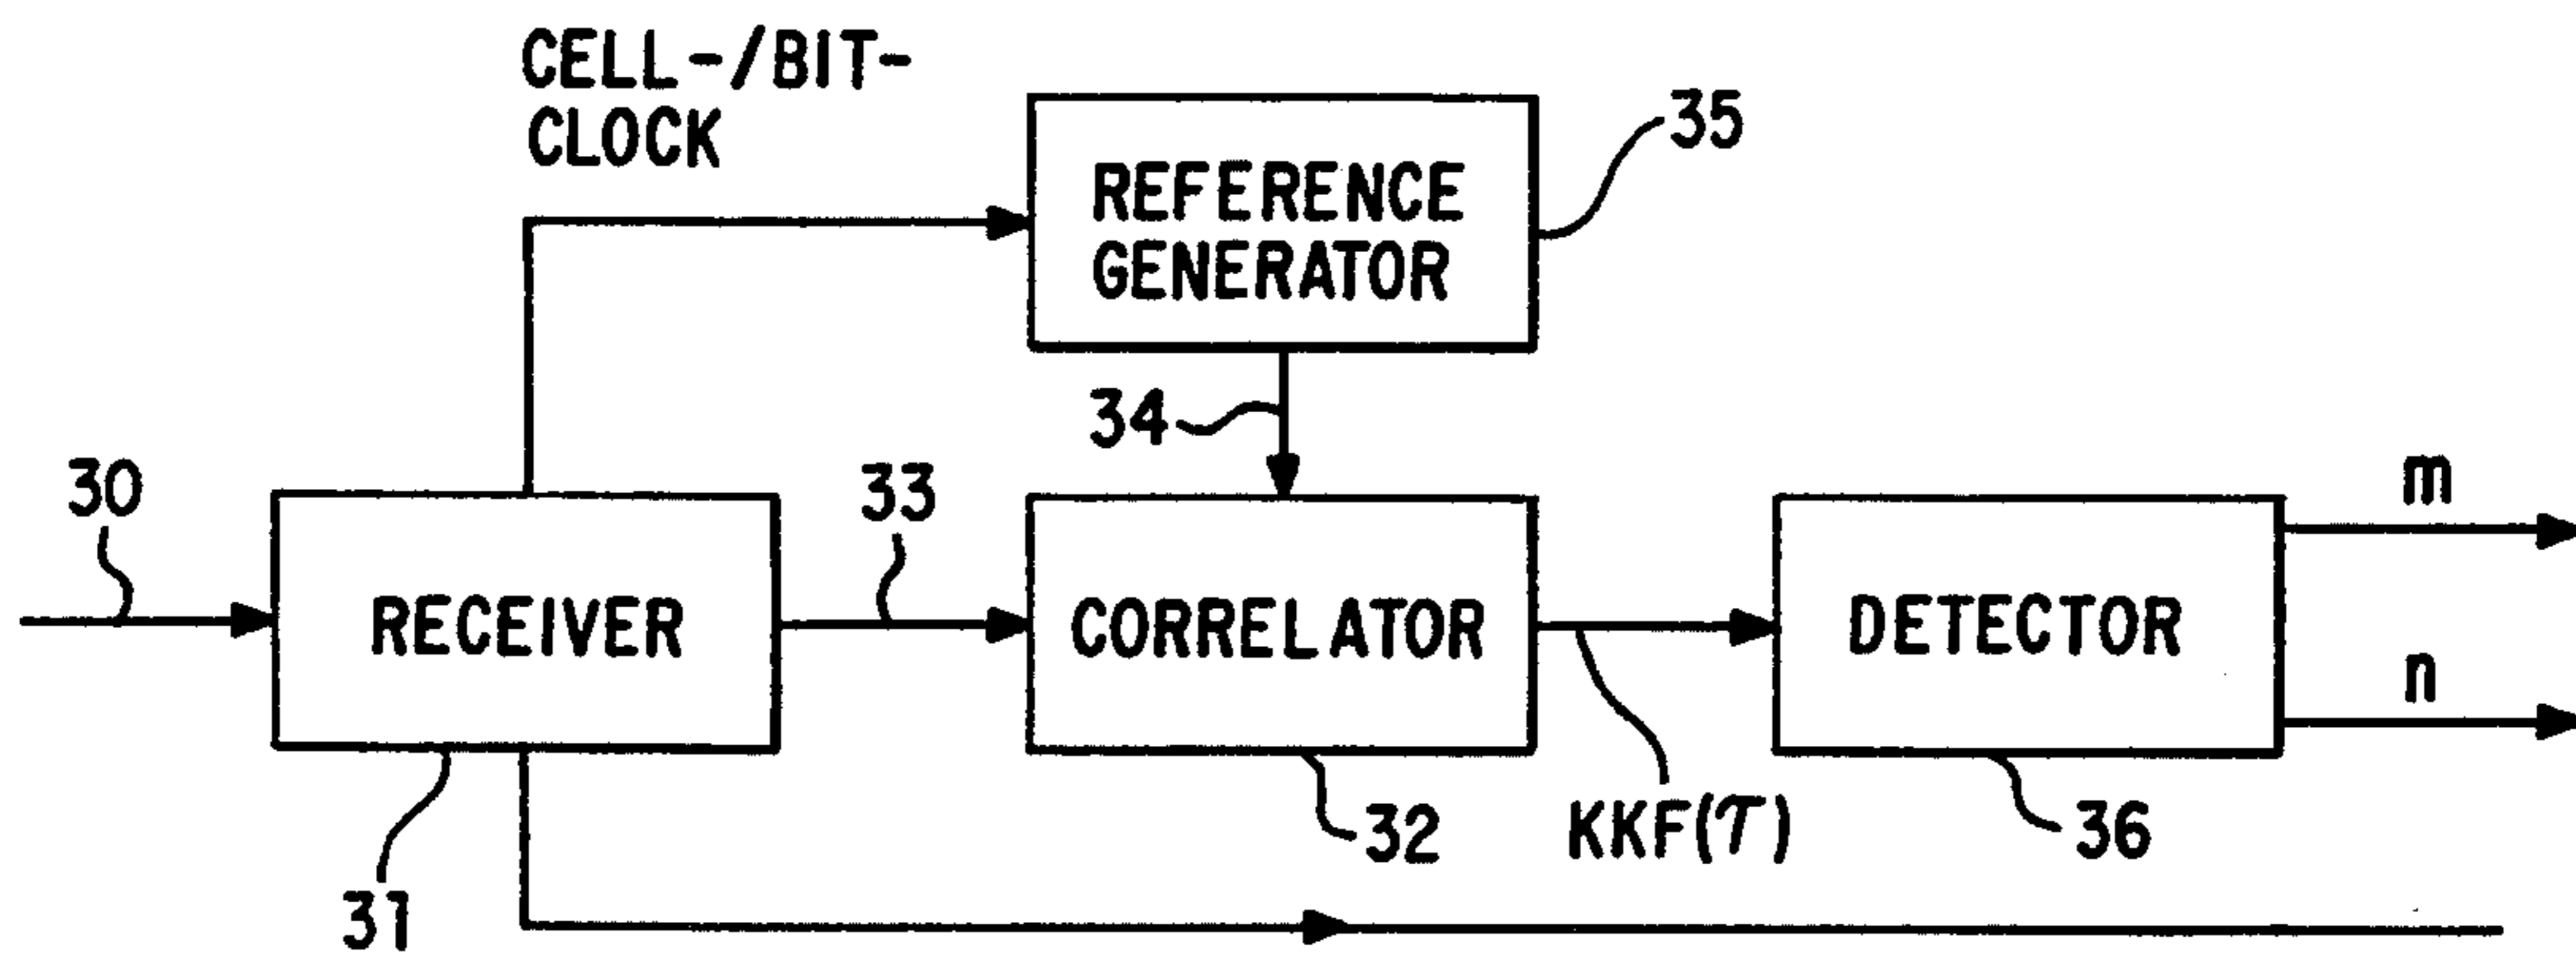 CELL-/BIT-
CLOCK
35
REFERENCE
GENERATOR
34
30
33
m
RECEIVER
CORRELATOR
DETECTOR
n
31
32
KKF(τ)
36